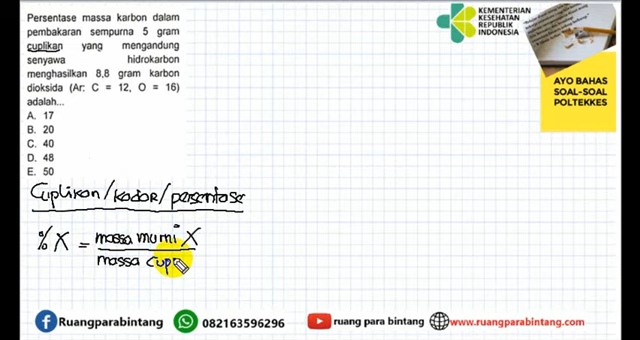 Persentase massa karbon dalam
pembakaran sempurna 5 gram
cuplikan yang mengandung
senyawa hidrokarbon
menghasilkan 8,8 gram karbon
dioksida (Ar: C = 12, O = 16)
adalah...
A. 17
B. 20
C. 40
D. 48
E. 50
Cuplikan/kadar/persentase
% X = massa murni X
massa cup
KEMENTERIAN
KESEHATAN
REPUBLIK
INDONESIA
AYO BAHAS
SOAL-SOAL
POLTEKKES
Ruangparabintang
082163596296
ruang para bintang
www.ruangparabintang.com